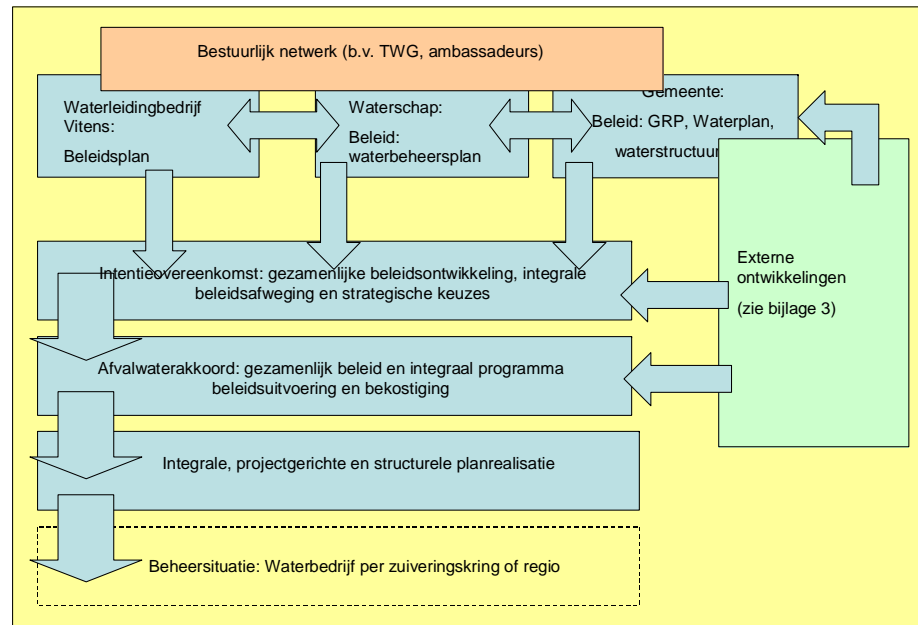 Bestuurlijk netwerk (b.v. TWG, ambassadeurs)
Waterleidingbedrijf
Vitens:
Beleidsplan
Waterschap:
Beleid:
waterbeheersplan
Gemeente:
Beleid: GRP, Waterplan,
waterstructuur
Externe
ontwikkelingen
(zie bijlage 3)
Intentieovereenkomst: gezamenlijke beleidsontwikkeling, integrale
beleidsafweging en strategische keuzes
Afvalwaterakkoord: gezamenlijk beleid en integraal programma
beleidsuitvoering en bekostiging
Integrale, projectgerichte en structurele planrealisatie
Beheersituatie: Waterbedrijf per zuiveringskring of regio